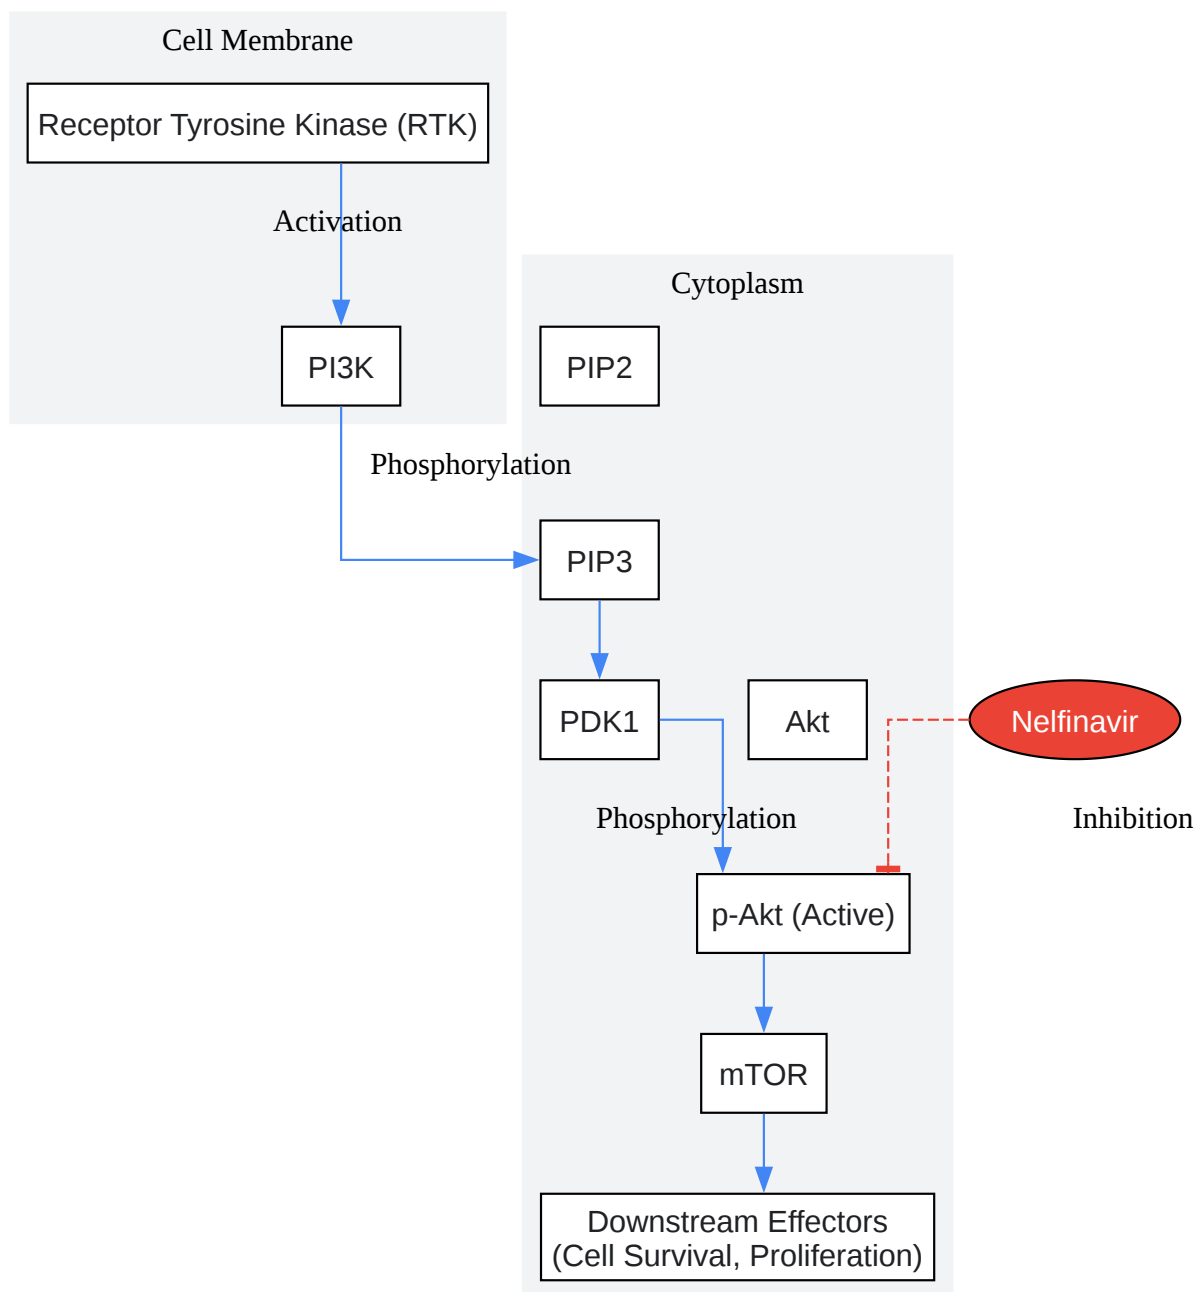 Cell Membrane
Receptor Tyrosine Kinase (RTK)
Activation
Cytoplasm
PI3K
PIP2
Phosphorylation
PIP3
PDK1
Akt
Nelfinavir
Phosphorylation
Inhibition
p-Akt (Active)
mTOR
Downstream Effectors
(Cell Survival, Proliferation)